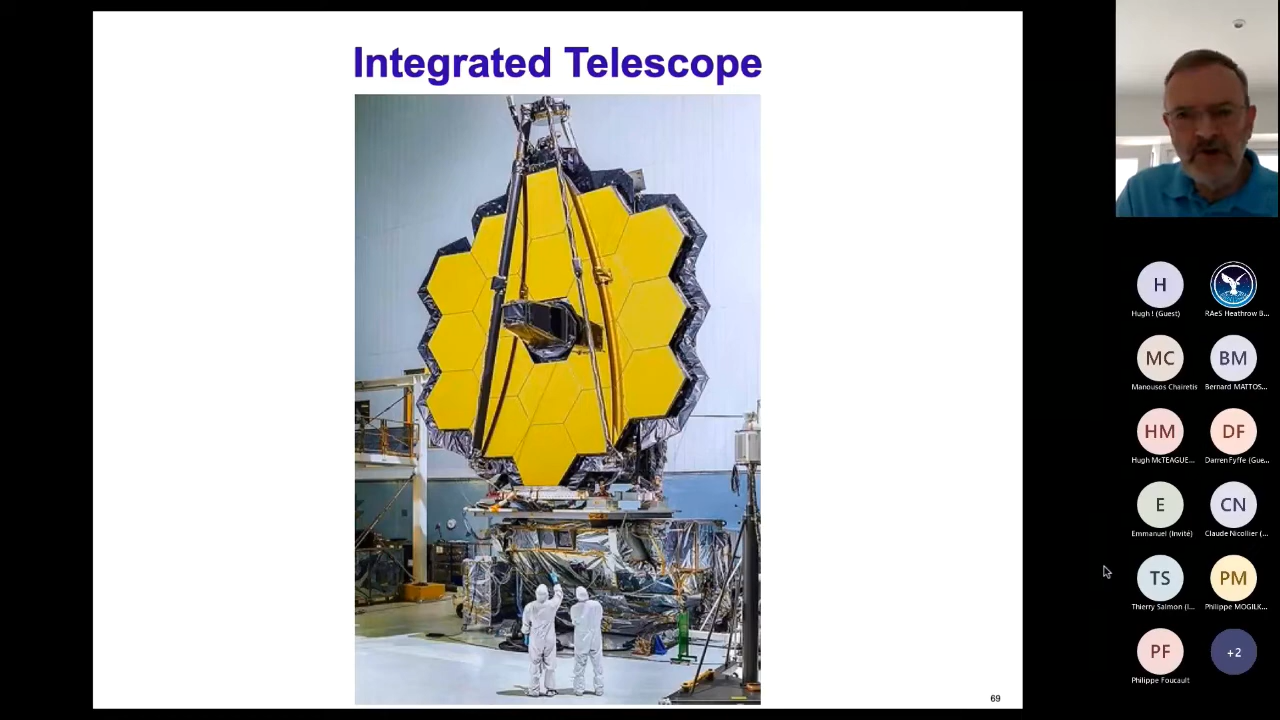 Integrated Telescope
69
H
Hugh ! (Guest)
RAeS Heathrow B...
MC
Manousos Chairetis
BM
Bernard MATTOS...
HM
Hugh McTEAGUE...
DF
Darren Fyffe (Gue...
E
Emmanuel (Invité)
CN
Claude Nicollier (...
TS
Thierry Salmon (I...
PM
Philippe MOGILK...
PF
Philippe Foucault
+2